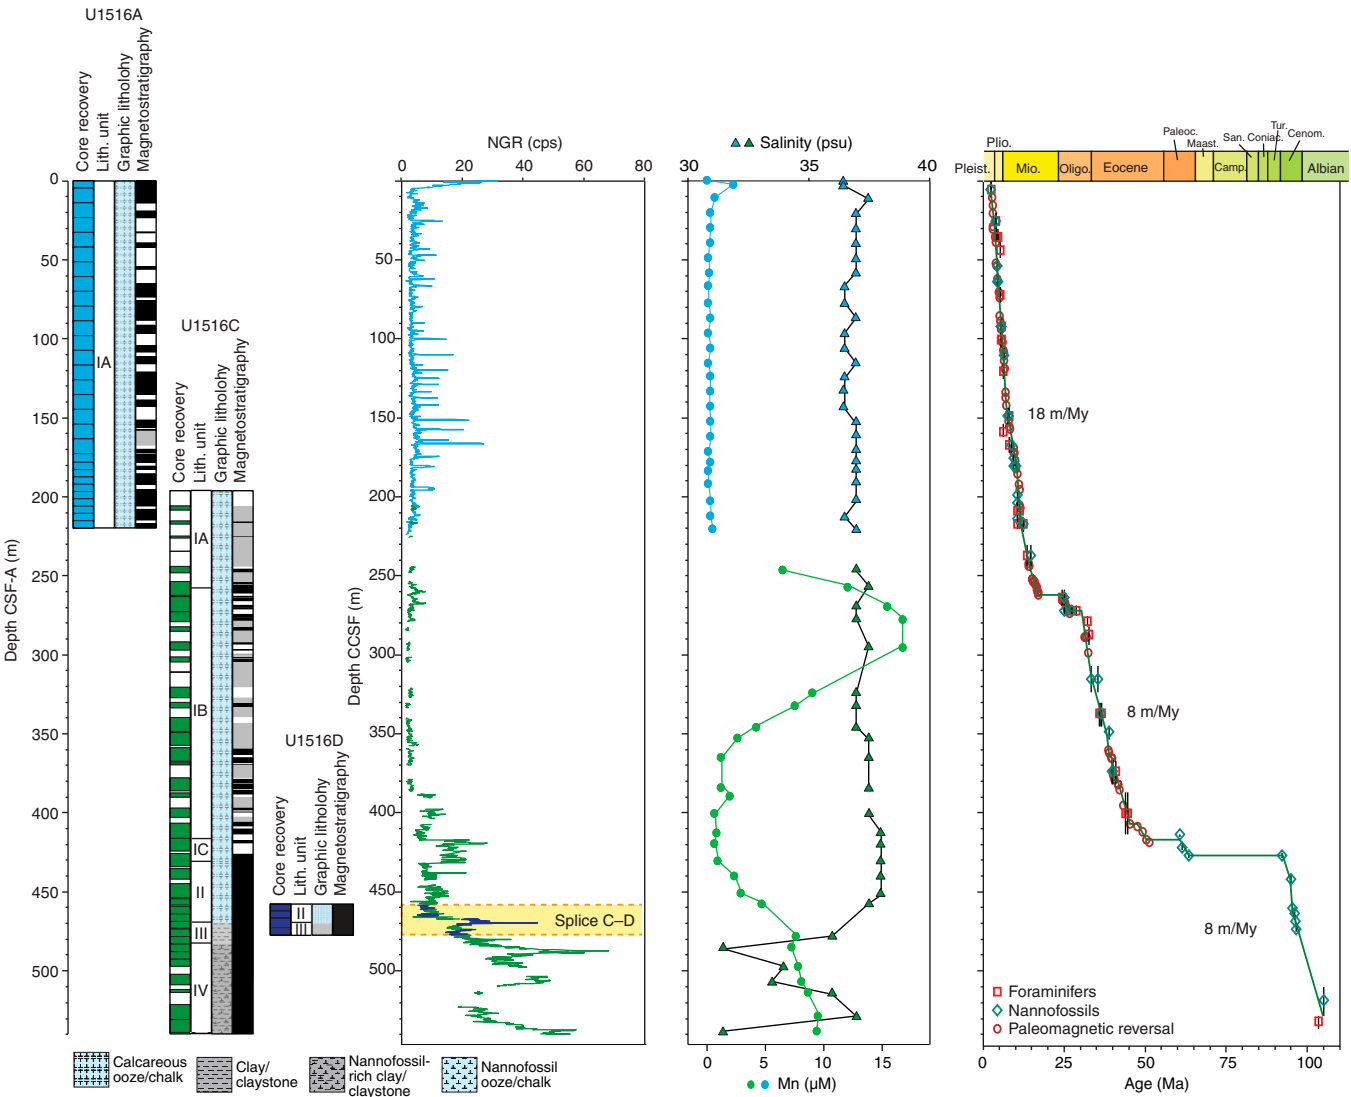 U1516A
Core recovery
Lith. unit
Graphic litholohy
Magnetostratigraphy
IA
U1516C
Core recovery
Lith. unit
Graphic litholohy
Magnetostratigraphy
IA
IB
IC
II
III
IV
U1516D
Core recovery
Lith. unit
Graphic litholohy
Magnetostratigraphy
II
III
Depth CSF-A (m)
0
50
100
150
200
250
300
350
400
450
500
NGR (cps)
0 20 40 60 80
Depth CCSF (m)
50
100
150
200
250
300
350
400
450
500
Splice C–D
Salinity (psu)
30 35 40
0 5 10 15
Mn (μM)
Plio.
Pleist.
Mio.
Oligo.
Eocene
Paleoc.
Maast.
Camp.
San.
Coniac.
Tur.
Cenom.
Albian
18 m/My
8 m/My
8 m/My
Foraminifers
Nannofossils
Paleomagnetic reversal
0 25 50 75 100
Age (Ma)
Calcareous
ooze/chalk
Clay/
claystone
Nannofossil-
rich clay/
claystone
Nannofossil
ooze/chalk